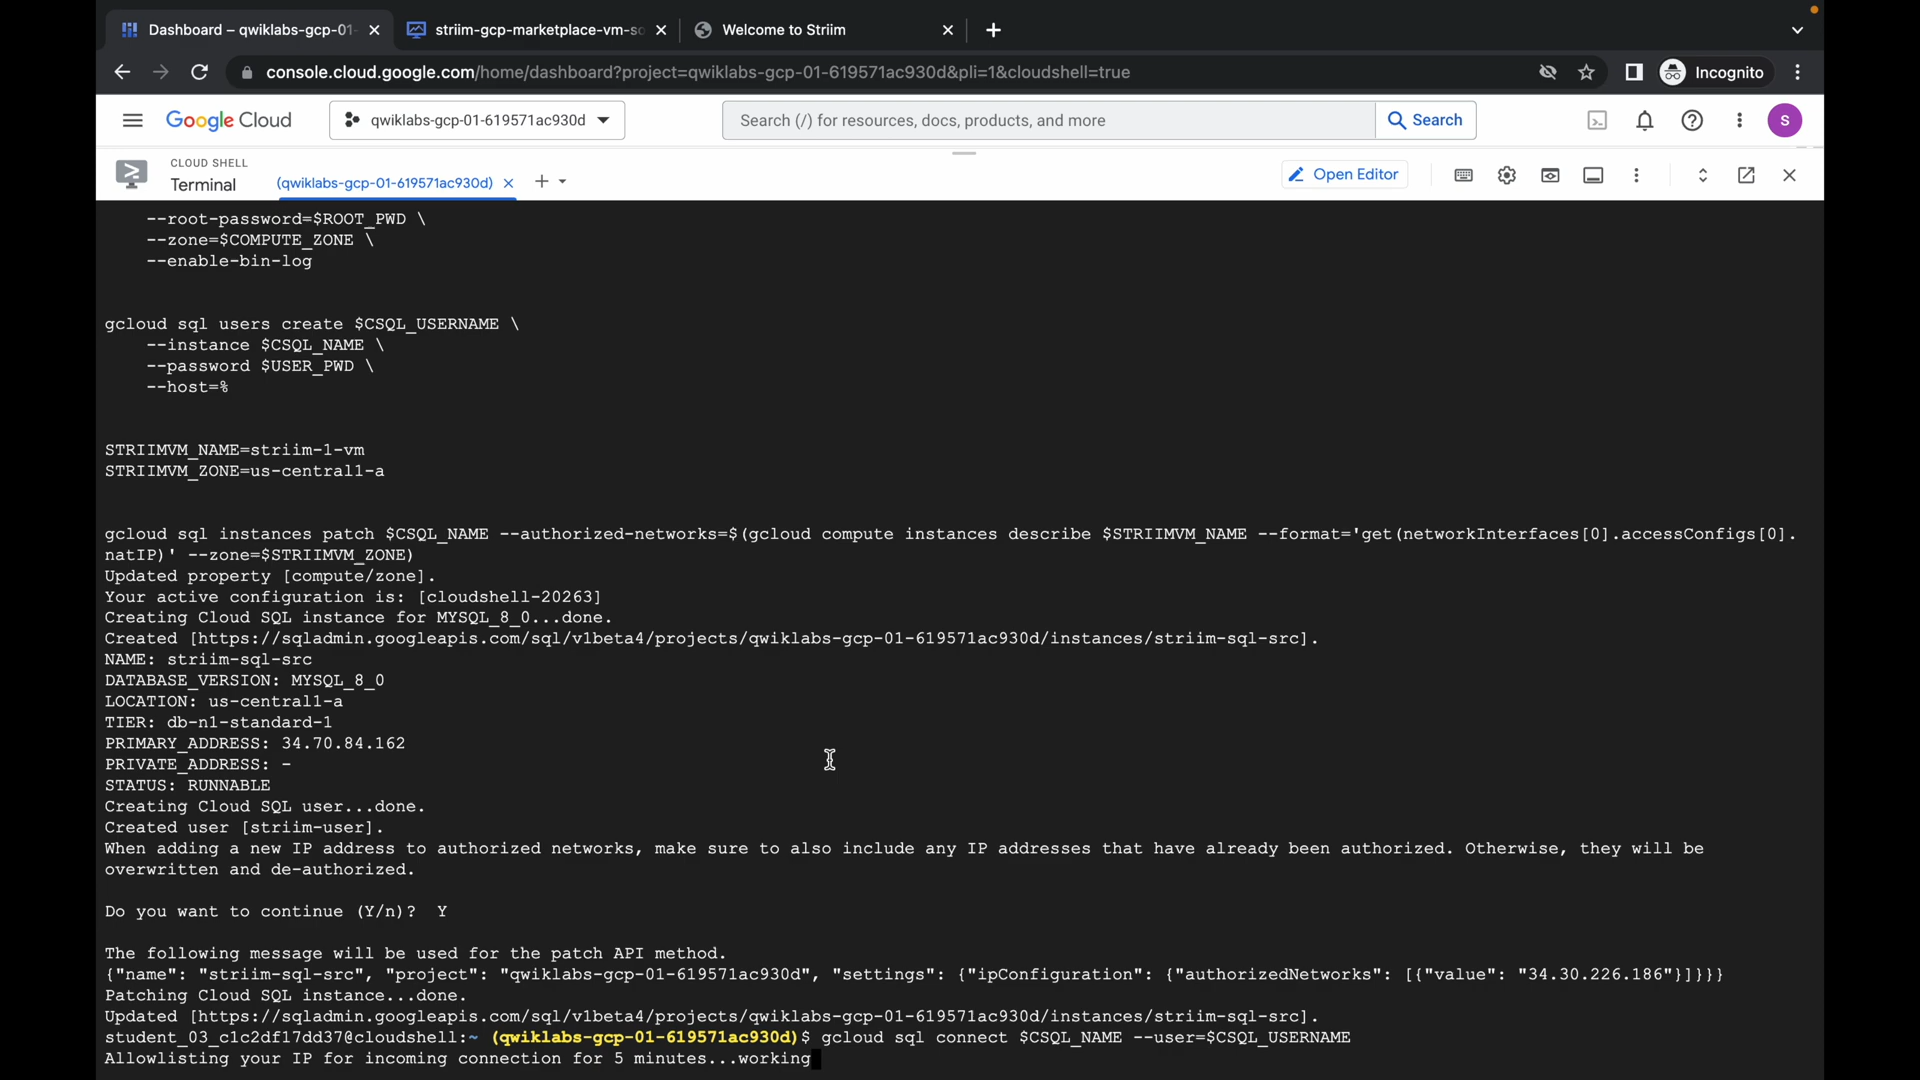 Dashboard – qwiklabs-gcp-01-
striim-gcp-marketplace-vm-so
Welcome to Striim
console.cloud.google.com/home/dashboard?project=qwiklabs-gcp-01-619571ac930d&pli=1&cloudshell=true
Incognito
Google Cloud
qwiklabs-gcp-01-619571ac930d
Search (/) for resources, docs, products, and more
Search
S
CLOUD SHELL
Terminal
(qwiklabs-gcp-01-619571ac930d)
Open Editor
--root-password=$ROOT_PWD \
--zone=$COMPUTE_ZONE \
--enable-bin-log
gcloud sql users create $CSQL_USERNAME \
--instance $CSQL_NAME \
--password $USER_PWD \
--host=%
STRIIMVM_NAME=striim-1-vm
STRIIMVM_ZONE=us-central1-a
gcloud sql instances patch $CSQL_NAME --authorized-networks=$(gcloud compute instances describe $STRIIMVM_NAME --format='get(networkInterfaces[0].accessConfigs[0].
natIP)' --zone=$STRIIMVM_ZONE)
Updated property [compute/zone].
Your active configuration is: [cloudshell-20263]
Creating Cloud SQL instance for MYSQL_8_0...done.
Created [https://sqladmin.googleapis.com/sql/v1beta4/projects/qwiklabs-gcp-01-619571ac930d/instances/striim-sql-src].
NAME: striim-sql-src
DATABASE_VERSION: MYSQL_8_0
LOCATION: us-central1-a
TIER: db-n1-standard-1
PRIMARY_ADDRESS: 34.70.84.162
PRIVATE_ADDRESS: -
STATUS: RUNNABLE
Creating Cloud SQL user...done.
Created user [striim-user].
When adding a new IP address to authorized networks, make sure to also include any IP addresses that have already been authorized. Otherwise, they will be
overwritten and de-authorized.
Do you want to continue (Y/n)?  Y
The following message will be used for the patch API method.
{"name": "striim-sql-src", "project": "qwiklabs-gcp-01-619571ac930d", "settings": {"ipConfiguration": {"authorizedNetworks": [{"value": "34.30.226.186"}]}}}
Patching Cloud SQL instance...done.
Updated [https://sqladmin.googleapis.com/sql/v1beta4/projects/qwiklabs-gcp-01-619571ac930d/instances/striim-sql-src].
student_03_c1c2df17dd37@cloudshell:~ (qwiklabs-gcp-01-619571ac930d)$ gcloud sql connect $CSQL_NAME --user=$CSQL_USERNAME
Allowlisting your IP for incoming connection for 5 minutes...working